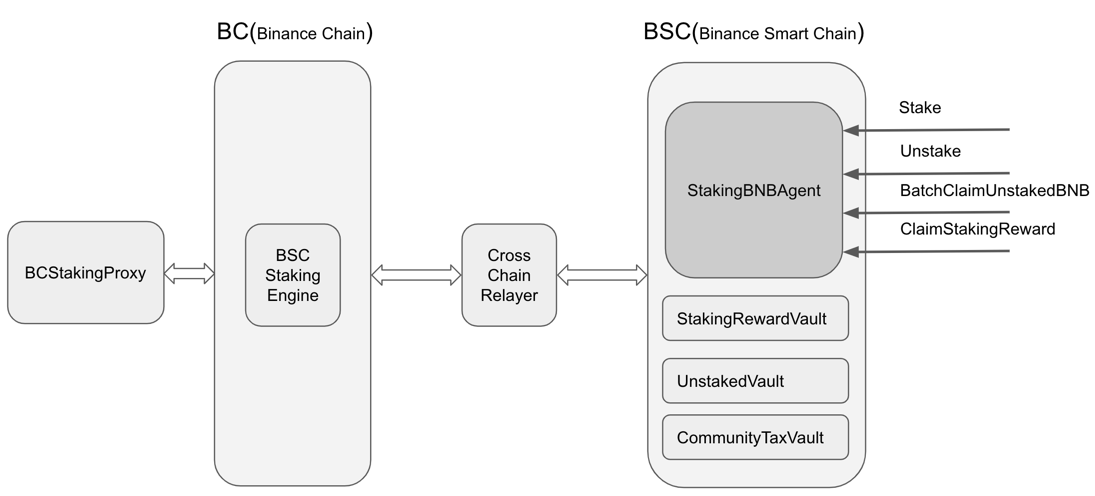 BC(Binance Chain)
BSC(Binance Smart Chain)
BCStakingProxy
BSC
Staking
Engine
Cross
Chain
Relayer
StakingBNBAgent
StakingRewardVault
UnstakedVault
CommunityTaxVault
Stake
Unstake
BatchClaimUnstakedBNB
ClaimStakingReward